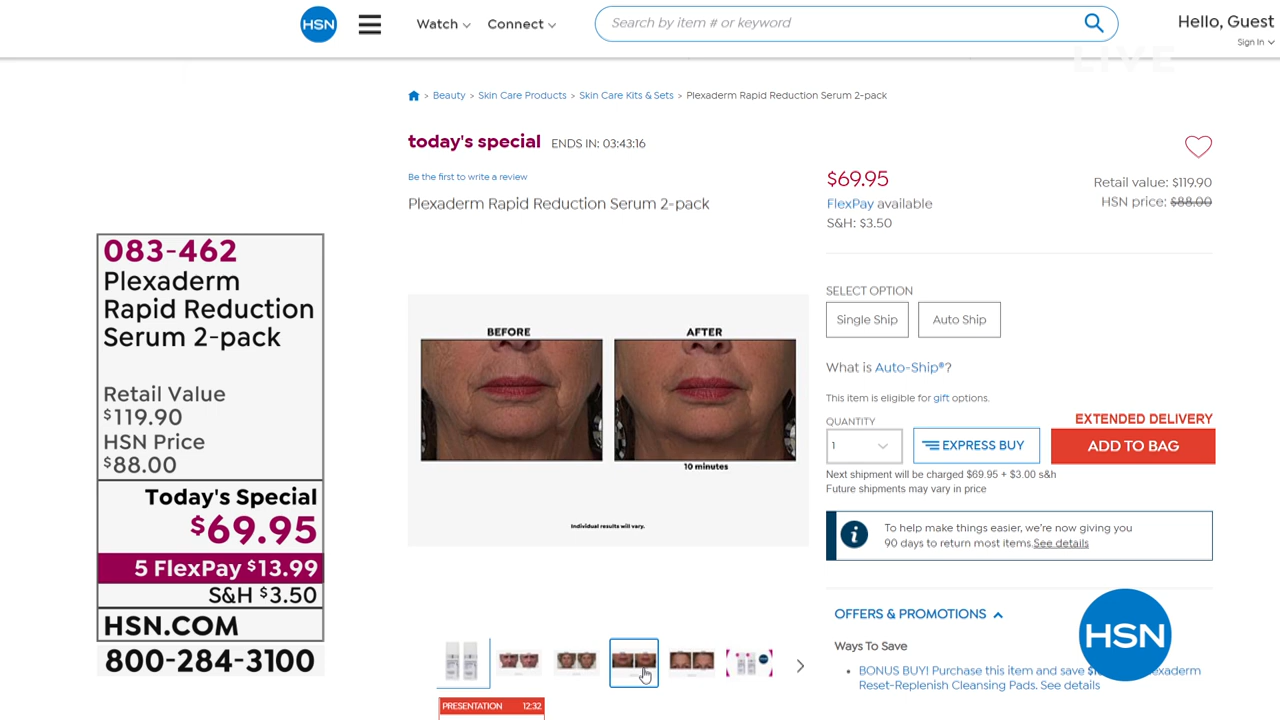 HSN
Watch
Connect
Search by item # or keyword
Hello, Guest
Sign In
LIVE
> Beauty > Skin Care Products > Skin Care Kits & Sets > Plexaderm Rapid Reduction Serum 2-pack
today's special ENDS IN: 03:43:16
Be the first to write a review
Plexaderm Rapid Reduction Serum 2-pack
$69.95
FlexPay available
S&H: $3.50
Retail value: $119.90
HSN price: $88.00
083-462
Plexaderm
Rapid Reduction
Serum 2-pack
Retail Value
$119.90
HSN Price
$88.00
Today's Special
$69.95
5 FlexPay $13.99
S&H $3.50
HSN.COM
800-284-3100
BEFORE
AFTER
10 minutes
Individual results will vary.
SELECT OPTION
Single Ship
Auto Ship
What is Auto-Ship®?
This item is eligible for gift options.
QUANTITY
1
EXPRESS BUY
EXTENDED DELIVERY
ADD TO BAG
Next shipment will be charged $69.95 + $3.00 s&h
Future shipments may vary in price
To help make things easier, we're now giving you
90 days to return most items.See details
OFFERS & PROMOTIONS
Ways To Save
• BONUS BUY! Purchase this item and save
Reset-Replenish Cleansing Pads. See details
HSN
PRESENTATION 12:32